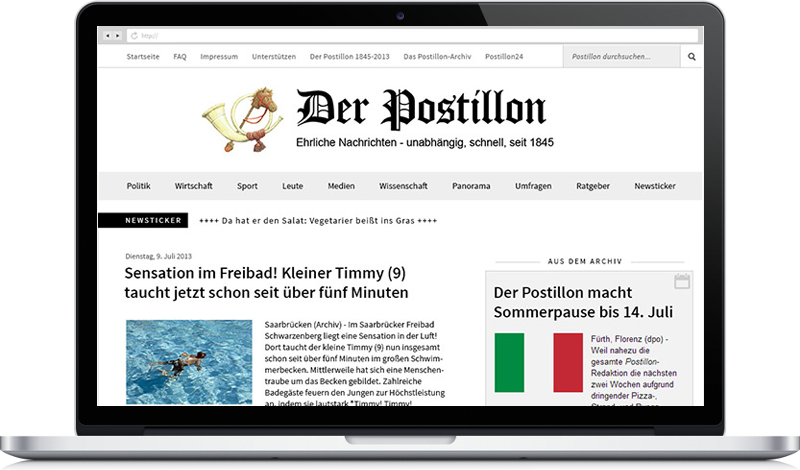 http://
Startseite FAQ Impressum Unterstützen Der Postillon 1845-2013 Das Postillon-Archiv Postillon24 Postillon durchsuchen...
Der Postillon
Ehrliche Nachrichten - unabhängig, schnell, seit 1845
Politik Wirtschaft Sport Leute Medien Wissenschaft Panorama Umfragen Ratgeber Newsticker
NEWSTICKER ++++ Da hat er den Salat: Vegetarier beißt ins Gras ++++
Dienstag, 9. Juli 2013
Sensation im Freibad! Kleiner Timmy (9)
taucht jetzt schon seit über fünf Minuten
Saarbrücken (Archiv) - Im Saarbrücker Freibad
Schwarzenberg liegt eine Sensation in der Luft!
Dort taucht der kleine Timmy (9) nun insgesamt
schon seit über fünf Minuten im großen Schwim-
merbecken. Mittlerweile hat sich eine Menschen-
traube um das Becken gebildet. Zahlreiche
Badegäste feuern den Jungen zur Höchstleistung
an, indem sie lautstark "Timmy! Timmy!
AUS DEM ARCHIV
Der Postillon macht
Sommerpause bis 14. Juli
Fürth, Florenz (dpo) -
Weil nahezu die
gesamte Postillon-
Redaktion die nächsten
zwei Wochen aufgrund
dringender Pizza-,